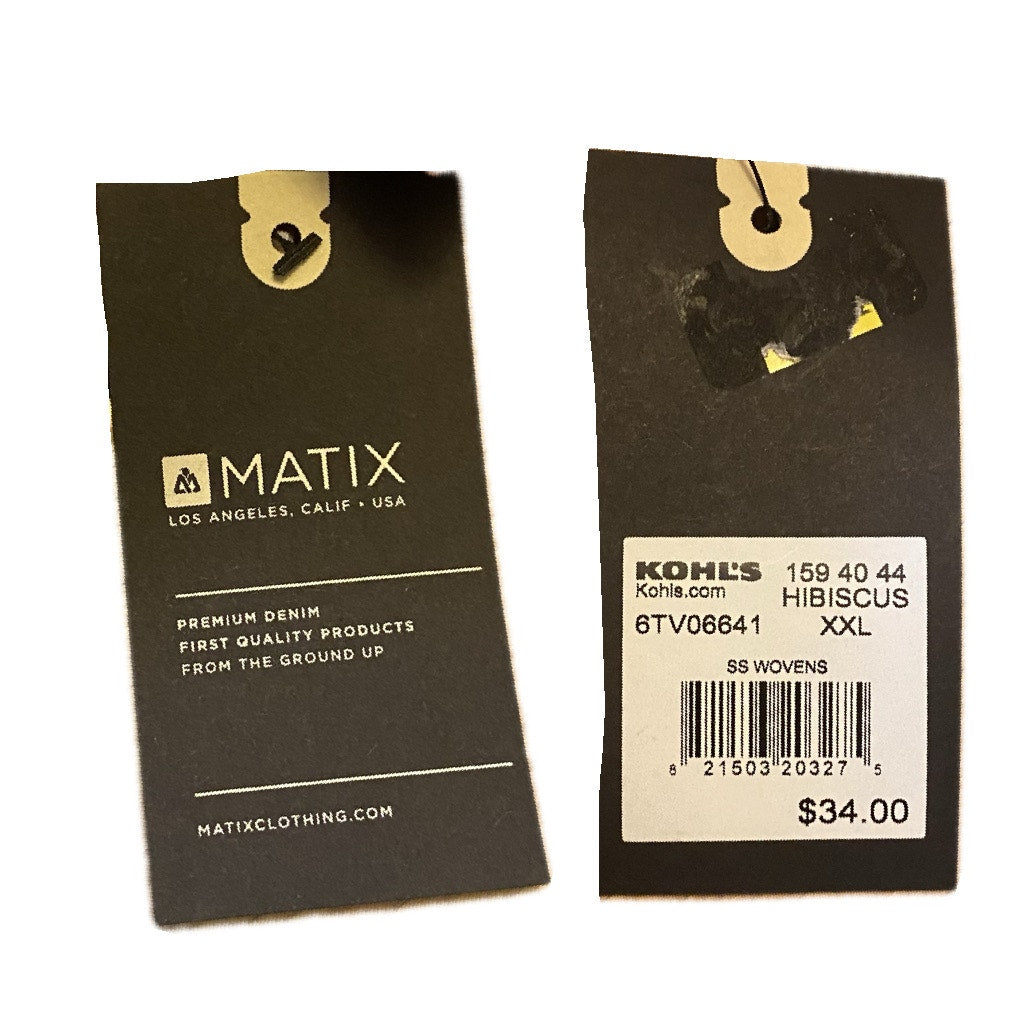 MATIX
LOS ANGELES, CALIF • USA
PREMIUM DENIM
FIRST QUALITY PRODUCTS
FROM THE GROUND UP
MATIXCLOTHING.COM
KOHL'S 159 40 44
Kohls.com HIBISCUS
6TV06641 XXL
SS WOVENS
8 21503 20327 5
$34.00